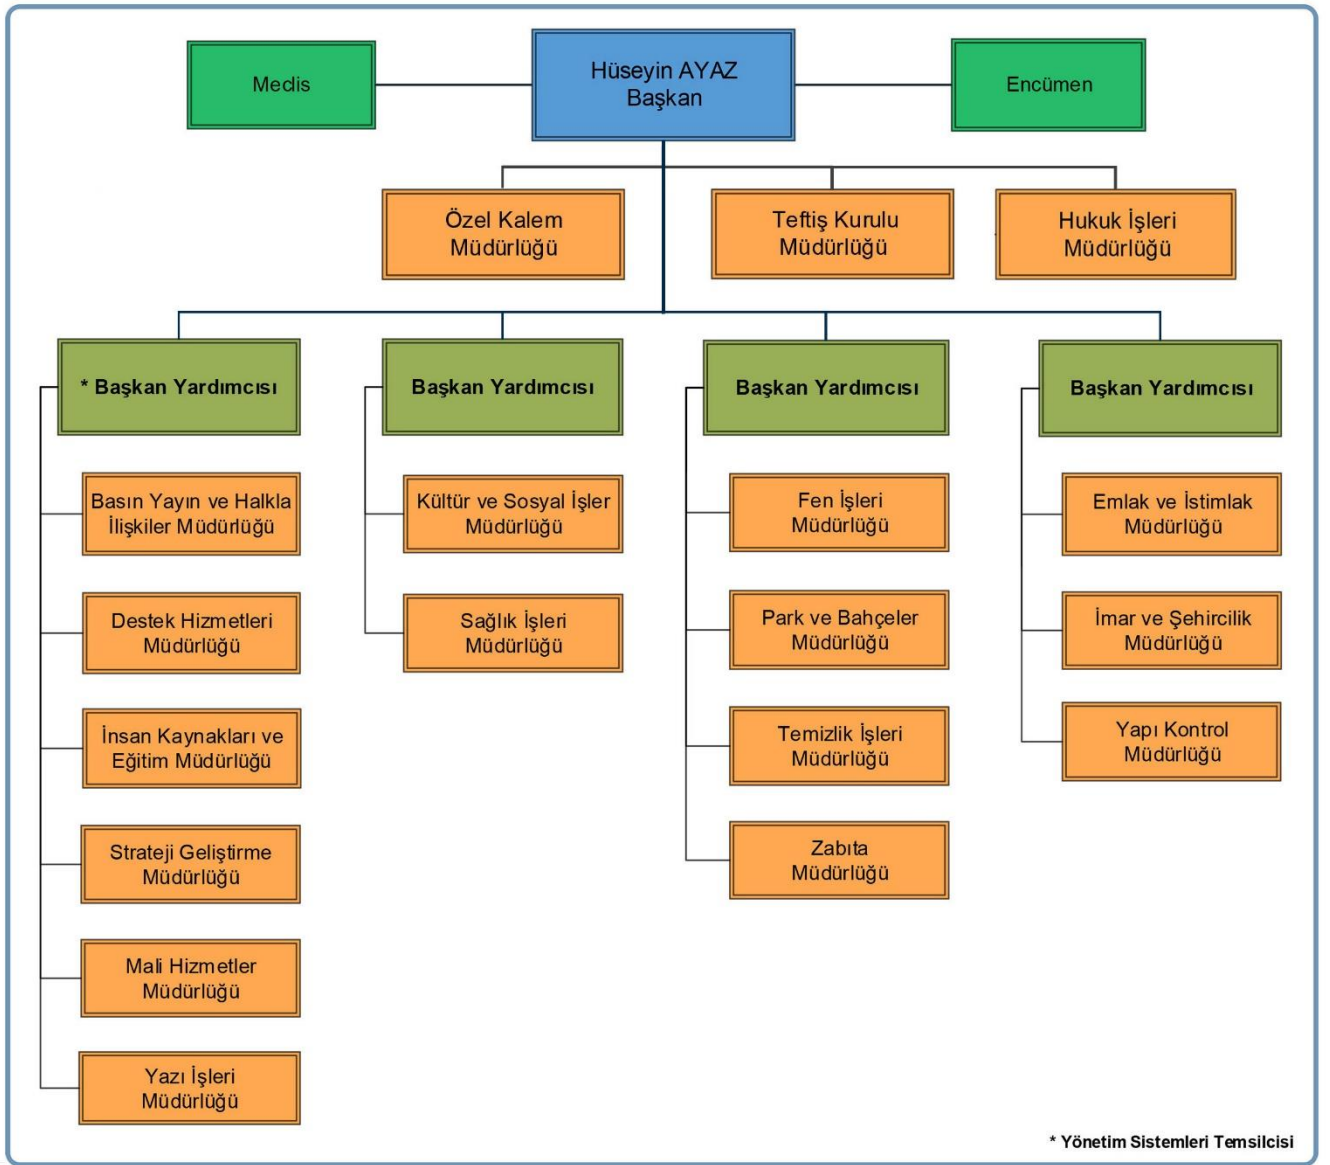 Meclis
Hüseyin AYAZ
Başkan
Encümen
Özel Kalem
Müdürlüğü
Teftiş Kurulu
Müdürlüğü
Hukuk İşleri
Müdürlüğü
* Başkan Yardımcısı
Başkan Yardımcısı
Başkan Yardımcısı
Başkan Yardımcısı
Basın Yayın ve Halkla
İlişkiler Müdürlüğü
Destek Hizmetleri
Müdürlüğü
İnsan Kaynakları ve
Eğitim Müdürlüğü
Strateji Geliştirme
Müdürlüğü
Mali Hizmetler
Müdürlüğü
Yazı İşleri
Müdürlüğü
Kültür ve Sosyal İşler
Müdürlüğü
Sağlık İşleri
Müdürlüğü
Fen İşleri
Müdürlüğü
Park ve Bahçeler
Müdürlüğü
Temizlik İşleri
Müdürlüğü
Zabıta
Müdürlüğü
Emlak ve İstimlak
Müdürlüğü
İmar ve Şehircilik
Müdürlüğü
Yapı Kontrol
Müdürlüğü
* Yönetim Sistemleri Temsilcisi